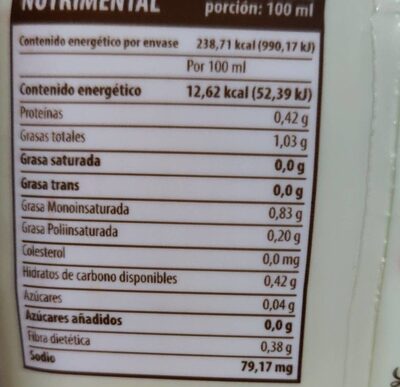 NUTRIMENTAL porción: 100 ml
Contenido energético por envase 238,71 kcal (990,17 kJ)
Por 100 ml
Contenido energético 12,62 kcal (52,39 kJ)
Proteínas 0,42 g
Grasas totales 1,03 g
Grasa saturada 0,0 g
Grasa trans 0,0 g
Grasa Monoinsaturada 0,83 g
Grasa Poliinsaturada 0,20 g
Colesterol 0,0 mg
Hidratos de carbono disponibles 0,42 g
Azúcares 0,04 g
Azúcares añadidos 0,0 g
Fibra dietética 0,38 g
Sodio 79,17 mg